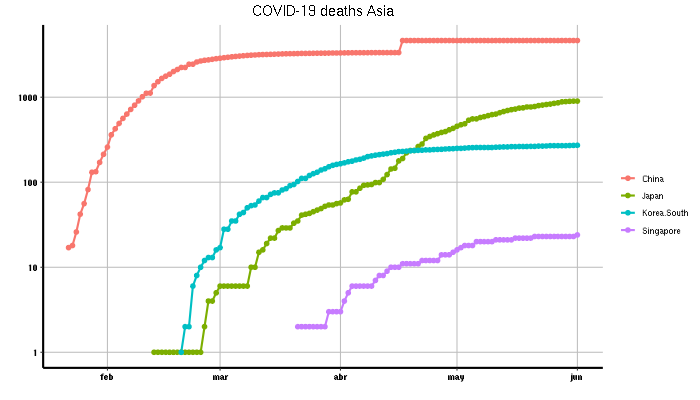 COVID-19 deaths Asia
1000
100
10
1
feb mar abr may jun
China
Japan
Korea.South
Singapore